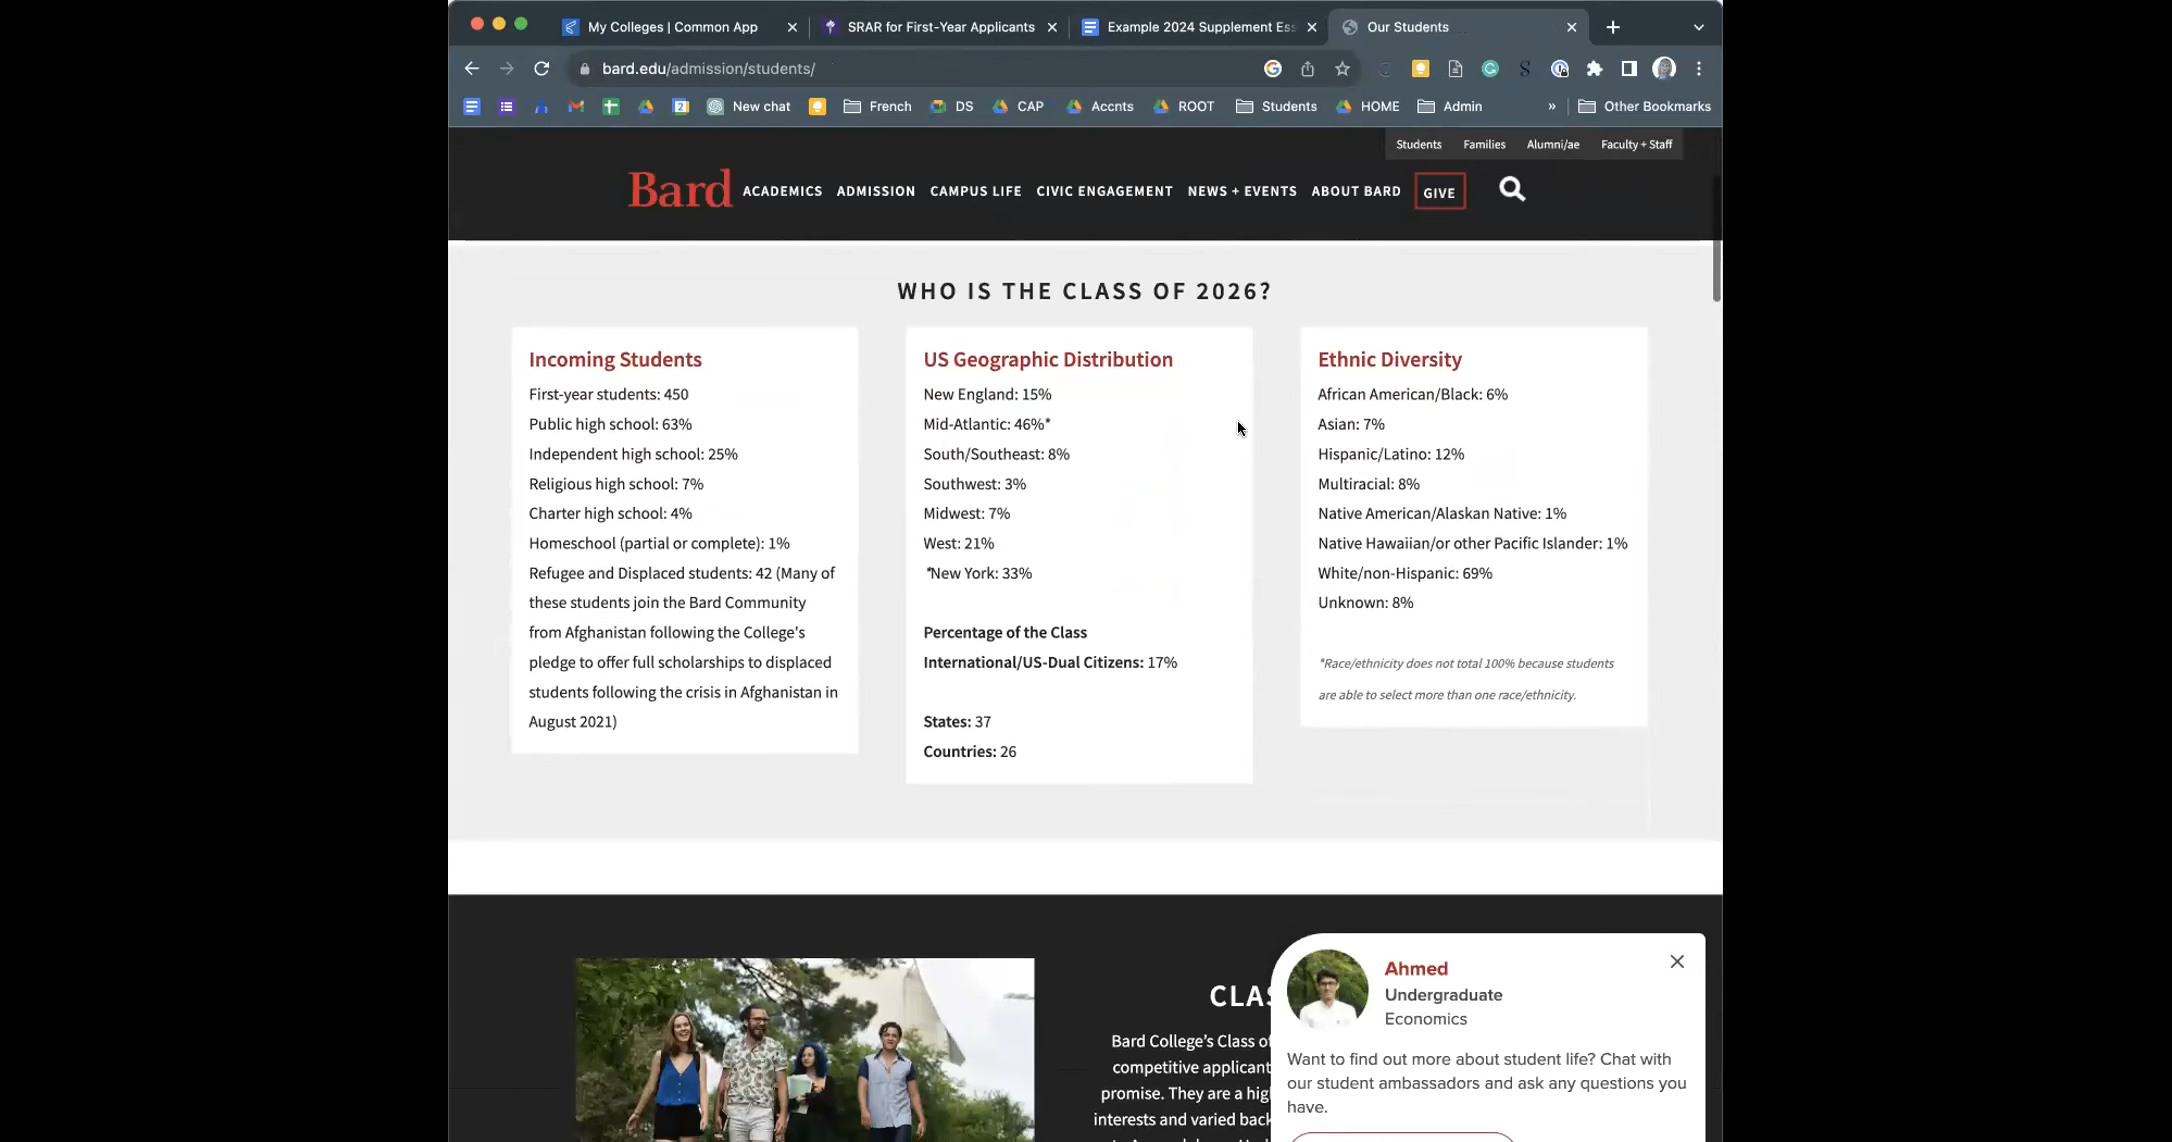 My Colleges | Common App
SRAR for First-Year Applicants
Example 2024 Supplement Ess
Our Students
bard.edu/admission/students/
New chat
French
DS
CAP
Accnts
ROOT
Students
HOME
Admin
»
Other Bookmarks
Students Families Alumni/ae Faculty + Staff
Bard ACADEMICS ADMISSION CAMPUS LIFE CIVIC ENGAGEMENT NEWS + EVENTS ABOUT BARD GIVE
WHO IS THE CLASS OF 2026?
Incoming Students
First-year students: 450
Public high school: 63%
Independent high school: 25%
Religious high school: 7%
Charter high school: 4%
Homeschool (partial or complete): 1%
Refugee and Displaced students: 42 (Many of
these students join the Bard Community
from Afghanistan following the College's
pledge to offer full scholarships to displaced
students following the crisis in Afghanistan in
August 2021)
US Geographic Distribution
New England: 15%
Mid-Atlantic: 46%*
South/Southeast: 8%
Southwest: 3%
Midwest: 7%
West: 21%
*New York: 33%
Percentage of the Class
International/US-Dual Citizens: 17%
States: 37
Countries: 26
Ethnic Diversity
African American/Black: 6%
Asian: 7%
Hispanic/Latino: 12%
Multiracial: 8%
Native American/Alaskan Native: 1%
Native Hawaiian/or other Pacific Islander: 1%
White/non-Hispanic: 69%
Unknown: 8%
*Race/ethnicity does not total 100% because students
are able to select more than one race/ethnicity.
CLAS
Bard College's Class of
competitive applicant
promise. They are a hig
interests and varied back
Ahmed
Undergraduate
Economics
Want to find out more about student life? Chat with
our student ambassadors and ask any questions you
have.